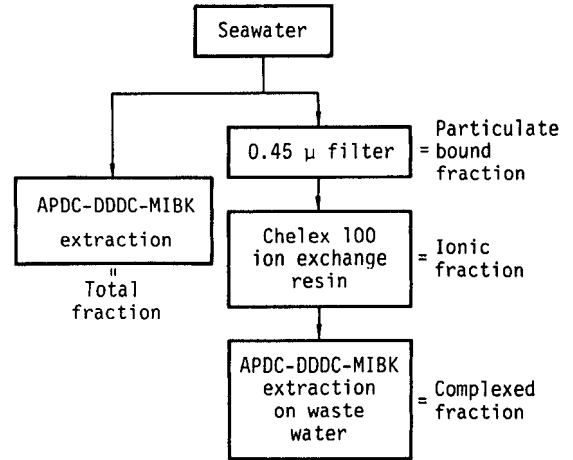 Seawater
0.45 μ filter
= Particulate
bound
fraction
APDC-DDDC-MIBK
extraction
=
Total
fraction
Chelex 100
ion exchange
resin
= Ionic
fraction
APDC-DDDC-MIBK
extraction
on waste
water
= Complexed
fraction